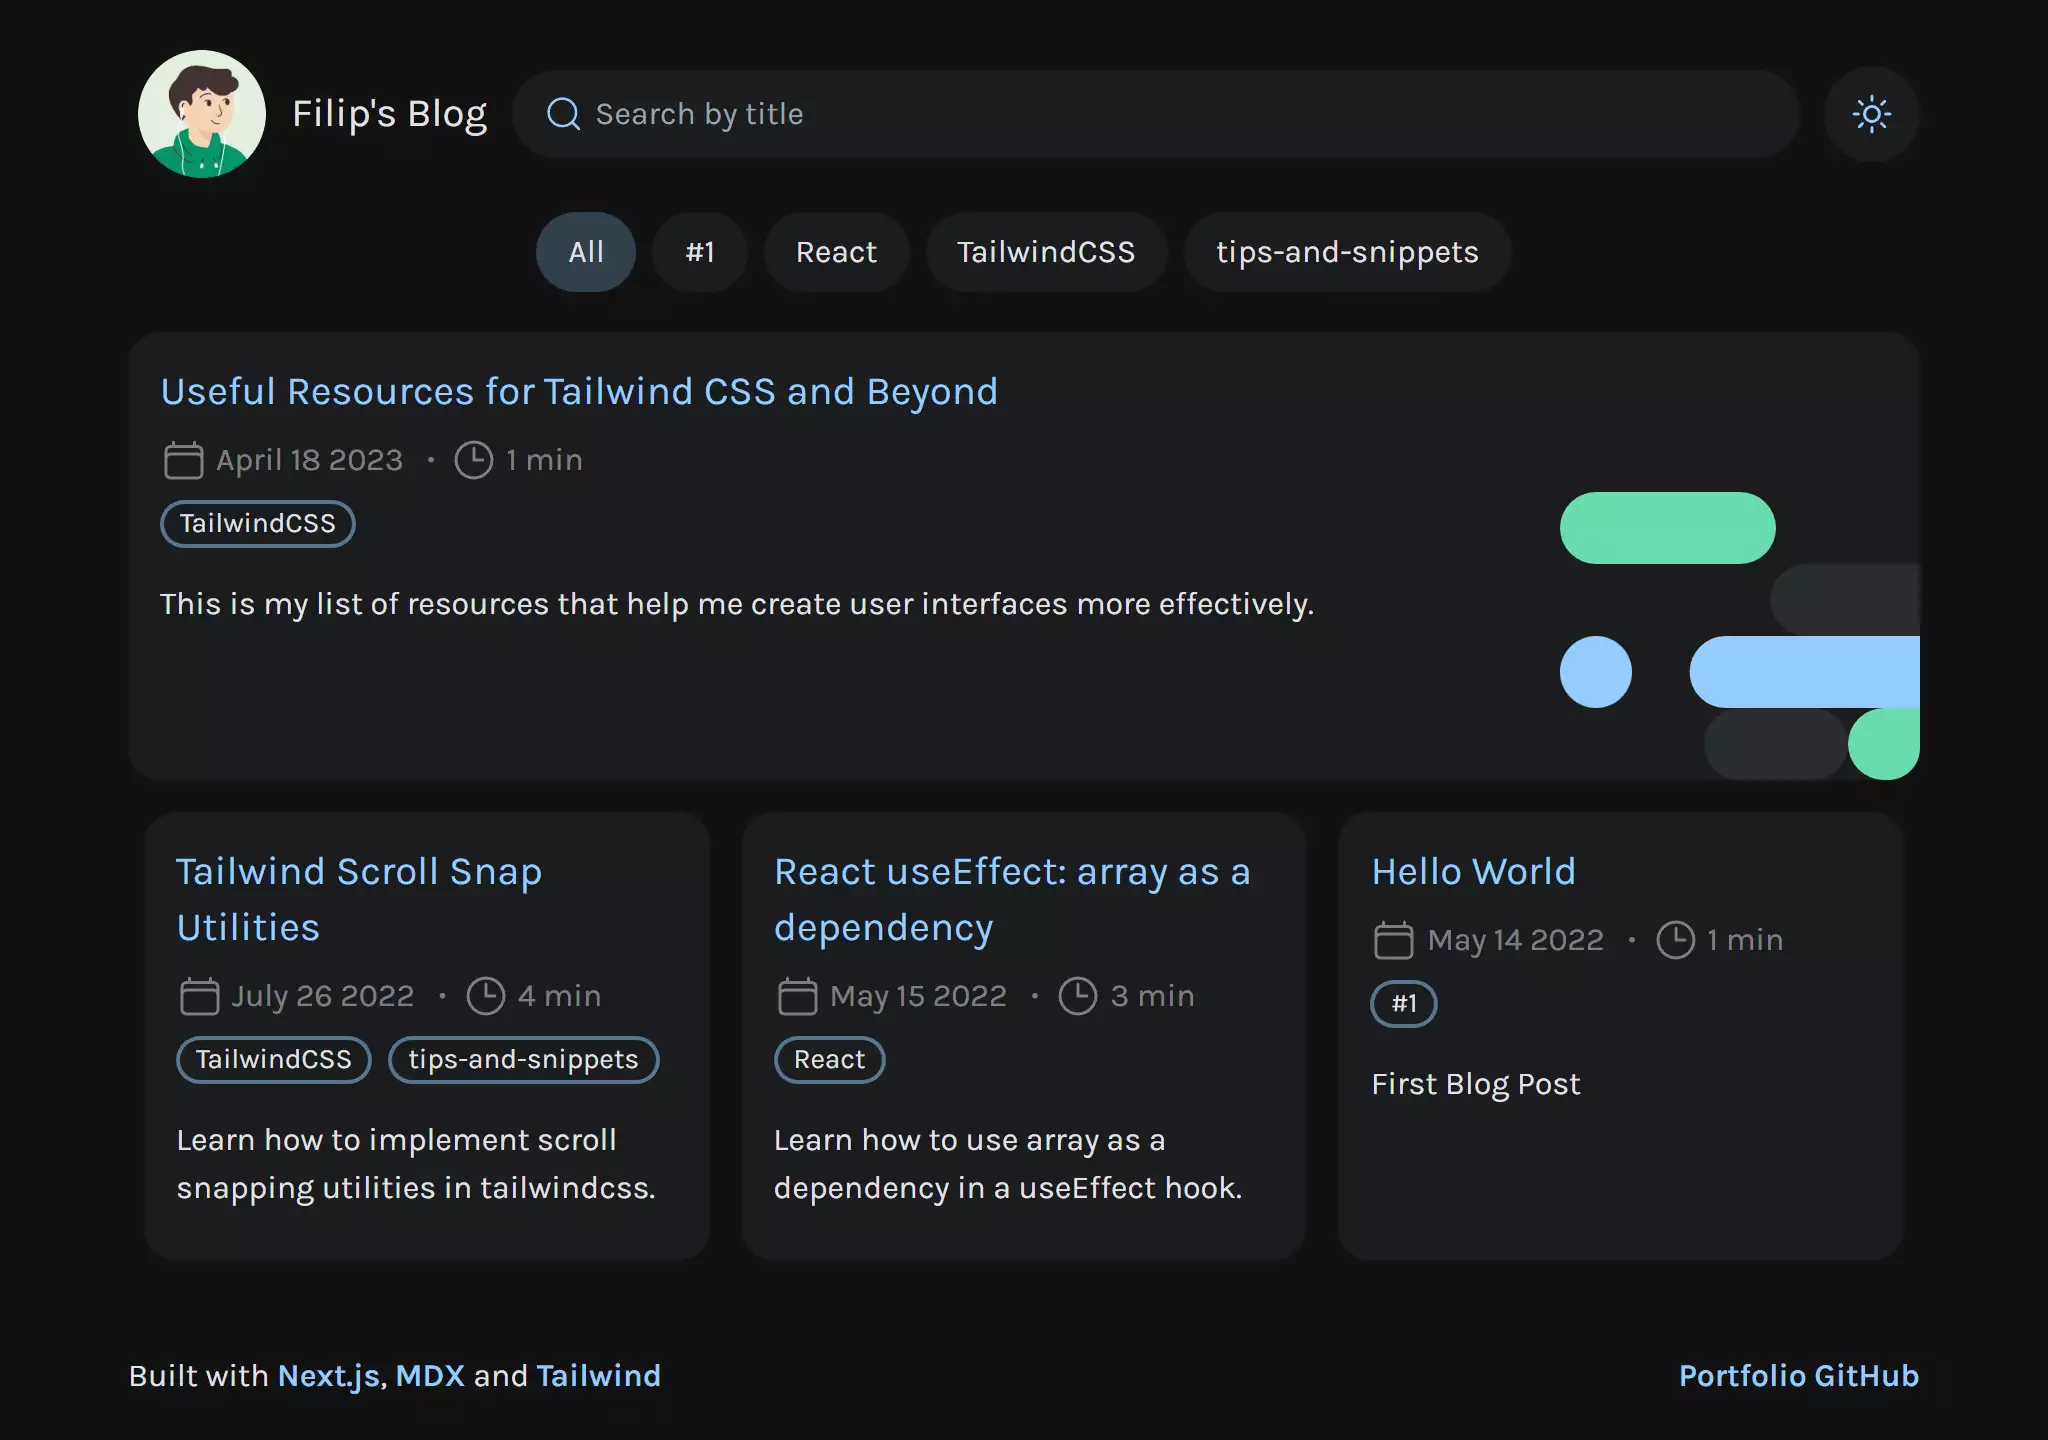 Filip's Blog
Search by title
All
#1
React
TailwindCSS
tips-and-snippets
Useful Resources for Tailwind CSS and Beyond
April 18 2023 · 1 min
TailwindCSS
This is my list of resources that help me create user interfaces more effectively.
Tailwind Scroll Snap
Utilities
July 26 2022 · 4 min
TailwindCSS
tips-and-snippets
Learn how to implement scroll
snapping utilities in tailwindcss.
React useEffect: array as a
dependency
May 15 2022 · 3 min
React
Learn how to use array as a
dependency in a useEffect hook.
Hello World
May 14 2022 · 1 min
#1
First Blog Post
Built with Next.js, MDX and Tailwind
Portfolio GitHub